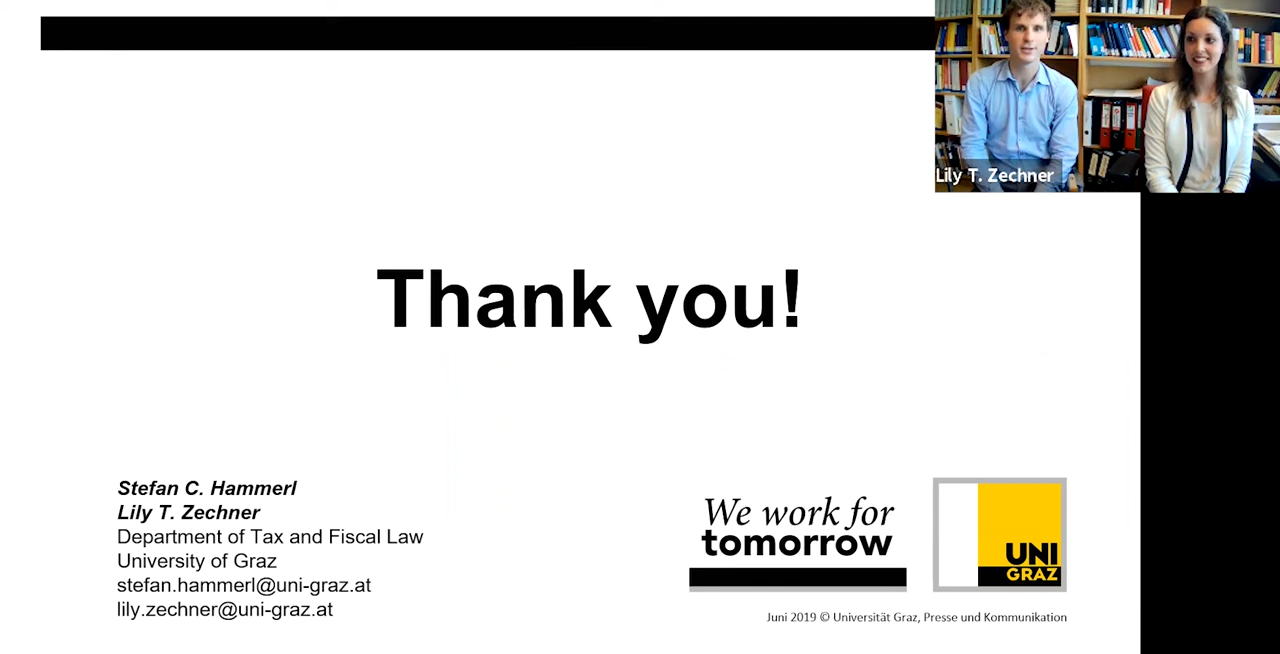 Lily T. Zechner
Thank you!
Stefan C. Hammerl
Lily T. Zechner
Department of Tax and Fiscal Law
University of Graz
stefan.hammerl@uni-graz.at
lily.zechner@uni-graz.at
We work for
tomorrow
UNI
GRAZ
Juni 2019 © Universität Graz, Presse und Kommunikation